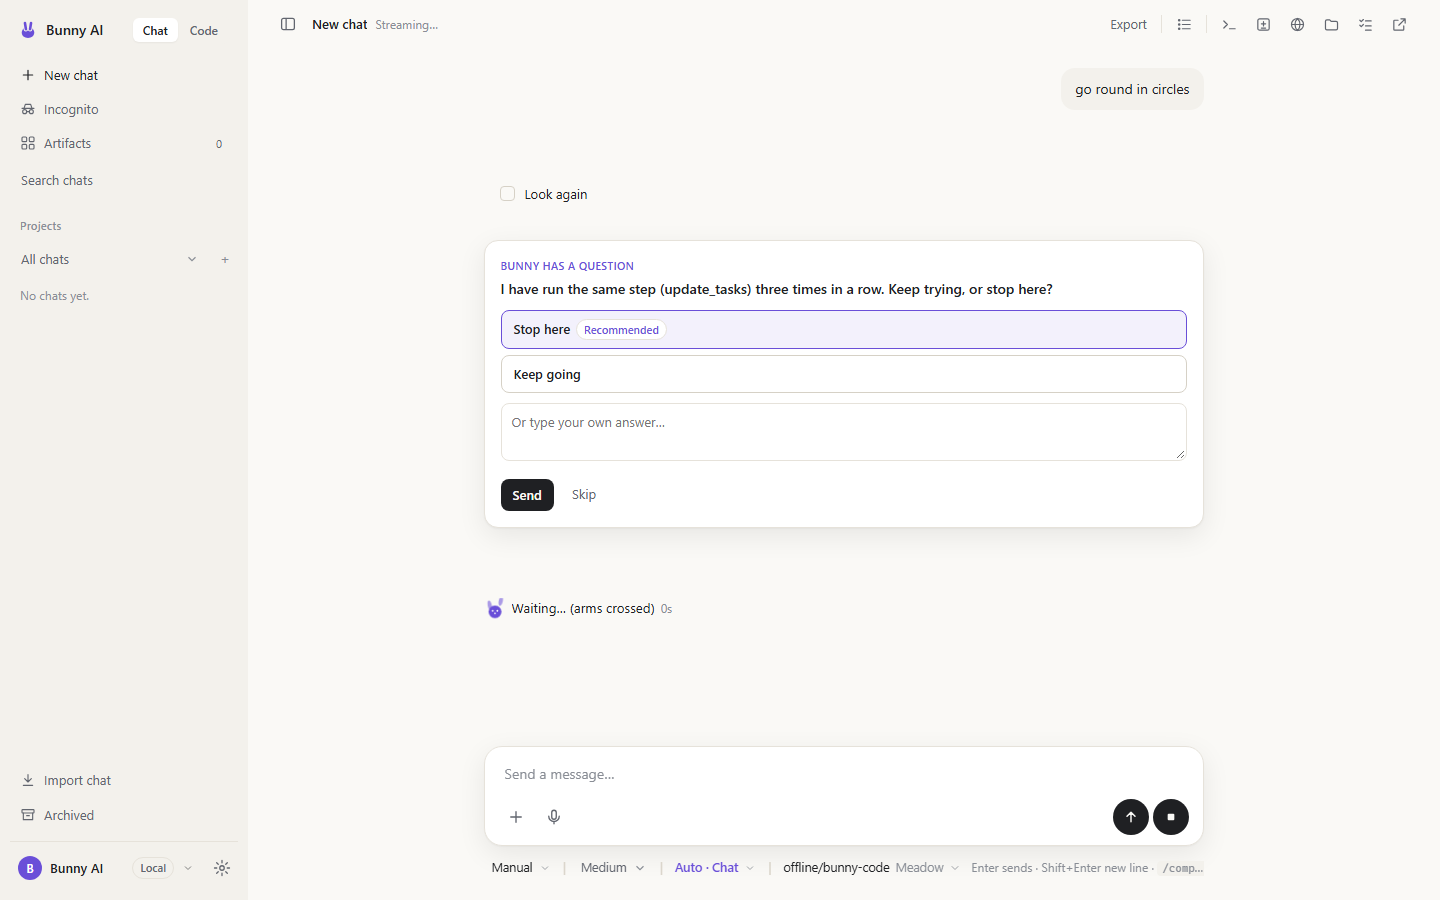 Bunny AI
Chat
Code
New chat
Incognito
Artifacts
0
Search chats
Projects
All chats
No chats yet.
Import chat
Archived
B
Bunny AI
Local
New chat
Streaming...
Export
go round in circles
Look again
BUNNY HAS A QUESTION
I have run the same step (update_tasks) three times in a row. Keep trying, or stop here?
Stop here
Recommended
Keep going
Or type your own answer...
Send
Skip
Waiting... (arms crossed) 0s
Send a message...
Manual
Medium
Auto · Chat
offline/bunny-code Meadow
Enter sends · Shift+Enter new line · /comp...